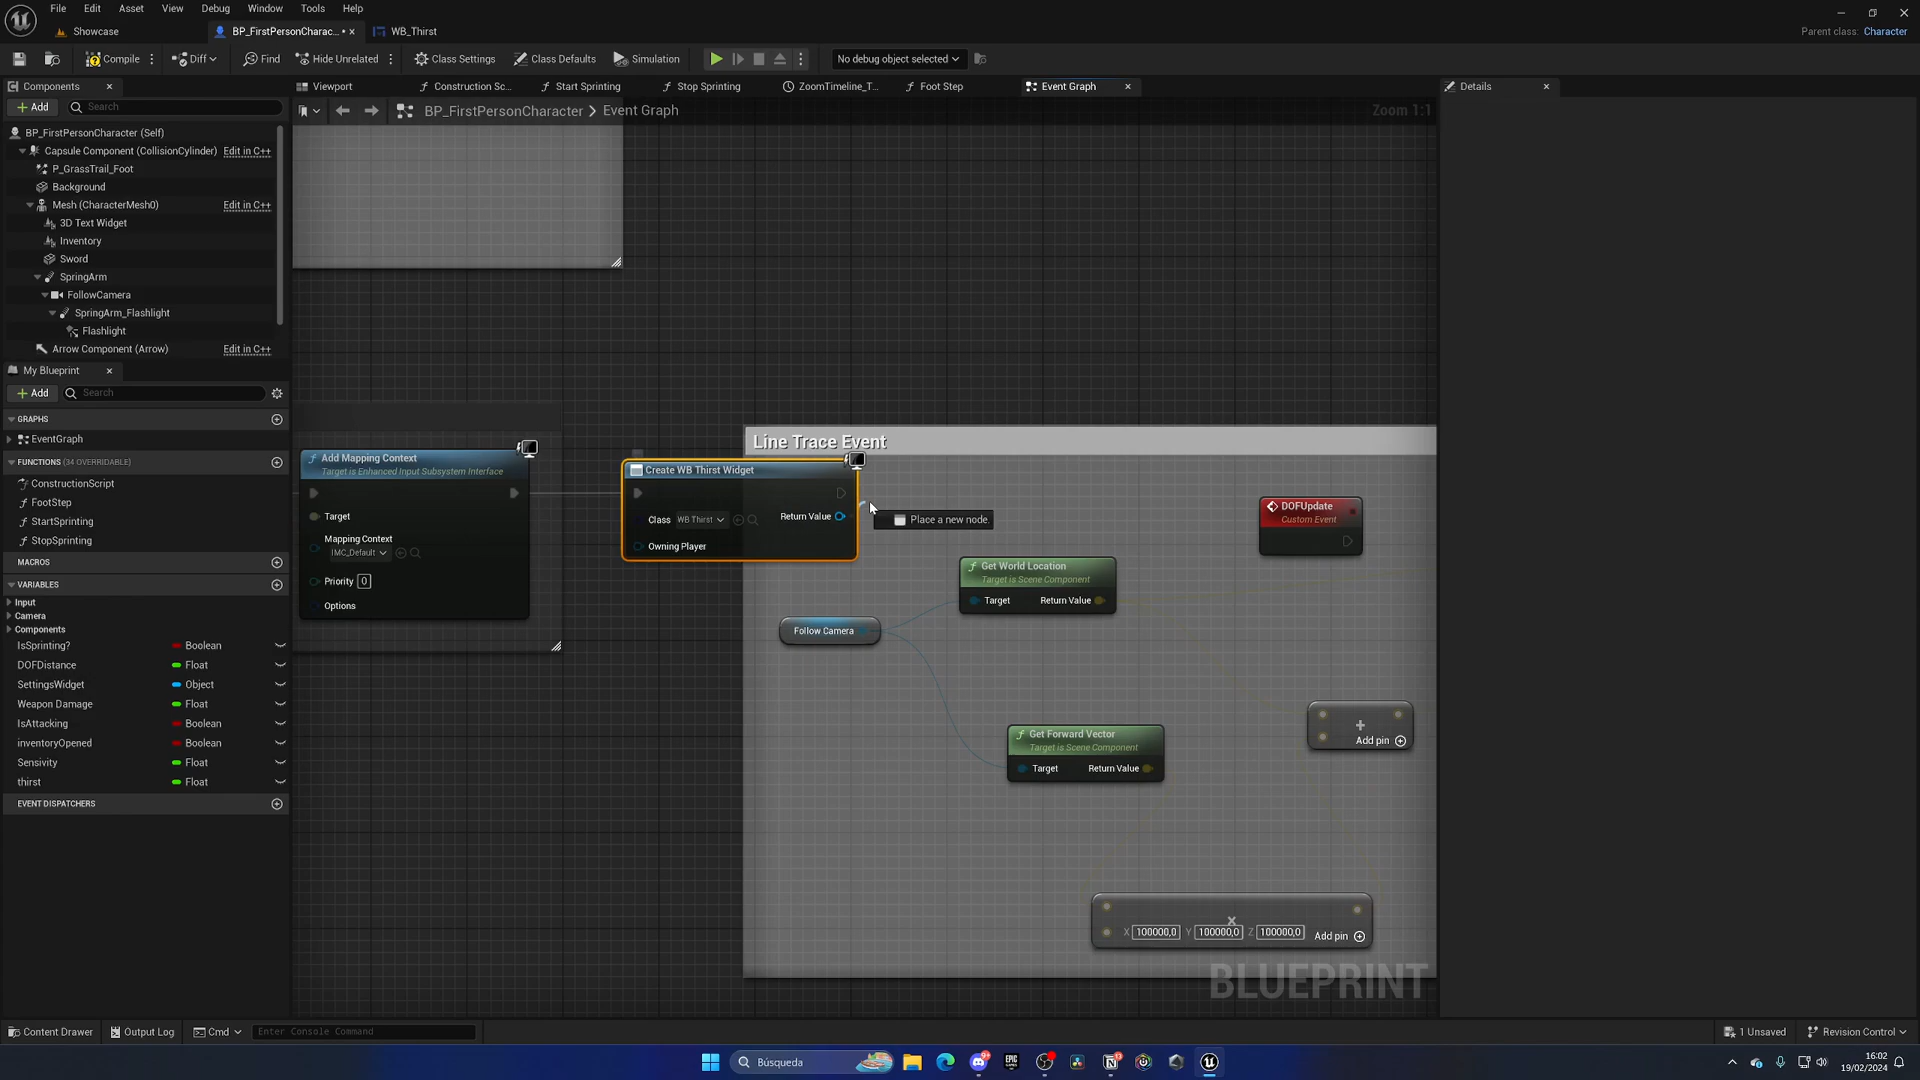 File Edit Asset View Debug Window Tools Help
Showcase
BP_FirstPersonCharac...
WB_Thirst
Parent class: Character
Compile
Diff
Find
Hide Unrelated
Class Settings
Class Defaults
Simulation
No debug object selected
Components
Add
Search
BP_FirstPersonCharacter (Self)
Capsule Component (CollisionCylinder) Edit in C++
P_GrassTrail_Foot
Background
Mesh (CharacterMesh0) Edit in C++
3D Text Widget
Inventory
Sword
SpringArm
FollowCamera
SpringArm_Flashlight
Flashlight
Arrow Component (Arrow) Edit in C++
My Blueprint
Add
Search
GRAPHS
EventGraph
FUNCTIONS (34 OVERRIDABLE)
ConstructionScript
FootStep
StartSprinting
StopSprinting
MACROS
VARIABLES
Input
Camera
Components
IsSprinting? Boolean
DOFDistance Float
SettingsWidget Object
Weapon Damage Float
IsAttacking Boolean
inventoryOpened Boolean
Sensivity Float
thirst Float
EVENT DISPATCHERS
Viewport
Construction Sc...
Start Sprinting
Stop Sprinting
ZoomTimeline_T...
Foot Step
Event Graph
BP_FirstPersonCharacter > Event Graph
Zoom 1:1
Add Mapping Context
Target is Enhanced Input Subsystem Interface
Target
Mapping Context
IMC_Default
Priority 0
Options
Create WB Thirst Widget
Class WB Thirst
Return Value
Owning Player
Place a new node.
Line Trace Event
DOFUpdate
Custom Event
Get World Location
Target is Scene Component
Target Return Value
Follow Camera
Get Forward Vector
Target is Scene Component
Target Return Value
Add pin
X 100000,0 Y 100000,0 Z 100000,0 Add pin
BLUEPRINT
Details
Content Drawer
Output Log
Cmd
Enter Console Command
1 Unsaved
Revision Control
Búsqueda
16:02
19/02/2024